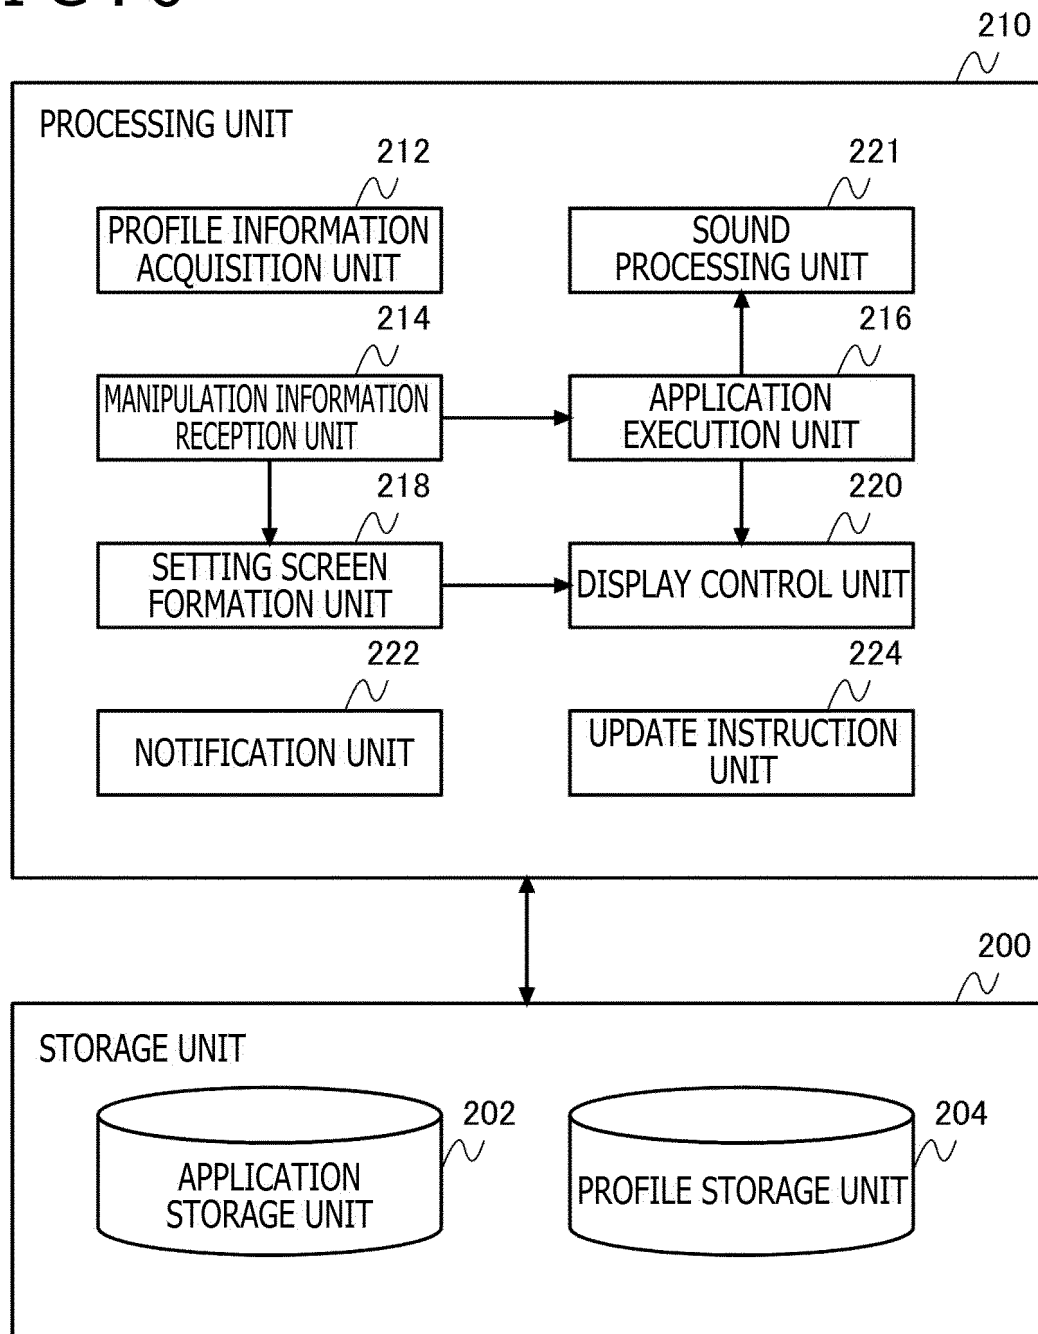 210
PROCESSING UNIT
212
221
PROFILE INFORMATION
ACQUISITION UNIT
SOUND
PROCESSING UNIT
214
216
MANIPULATION INFORMATION
RECEPTION UNIT
APPLICATION
EXECUTION UNIT
218
220
SETTING SCREEN
FORMATION UNIT
DISPLAY CONTROL UNIT
222
224
NOTIFICATION UNIT
UPDATE INSTRUCTION
UNIT
200
STORAGE UNIT
202
204
APPLICATION
STORAGE UNIT
PROFILE STORAGE UNIT